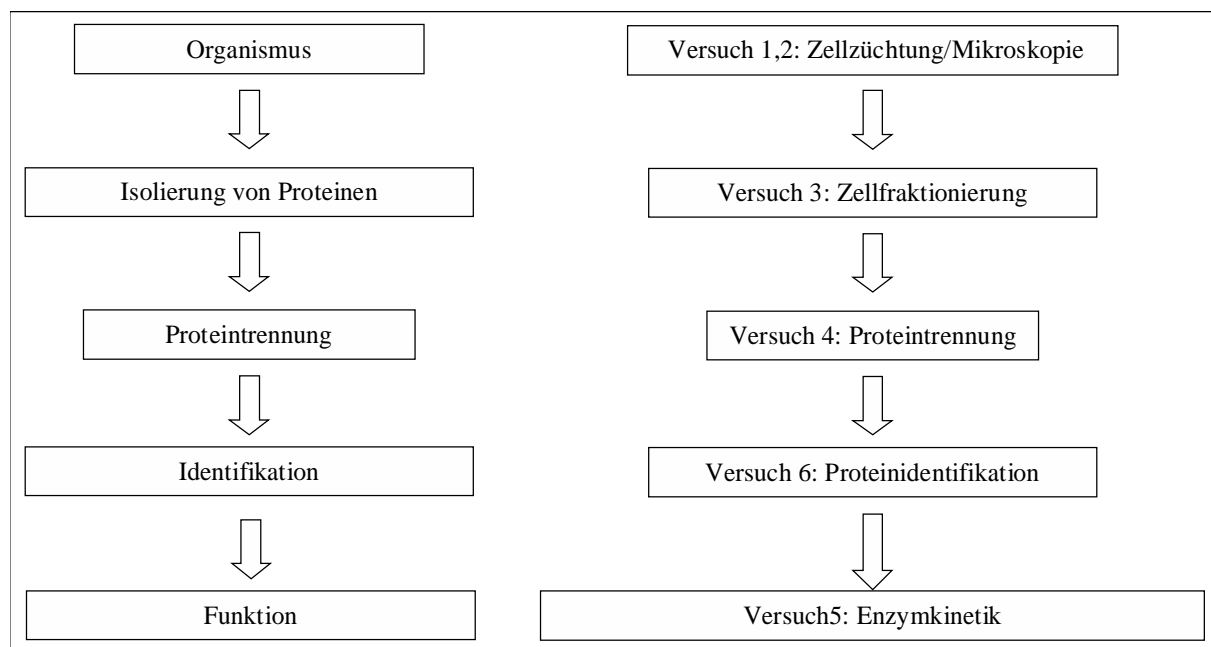 Organismus
Versuch 1,2: Zellzüchtung/Mikroskopie
Isolierung von Proteinen
Versuch 3: Zellfraktionierung
Proteintrennung
Versuch 4: Proteintrennung
Identifikation
Versuch 6: Proteinidentifikation
Funktion
Versuch5: Enzymkinetik